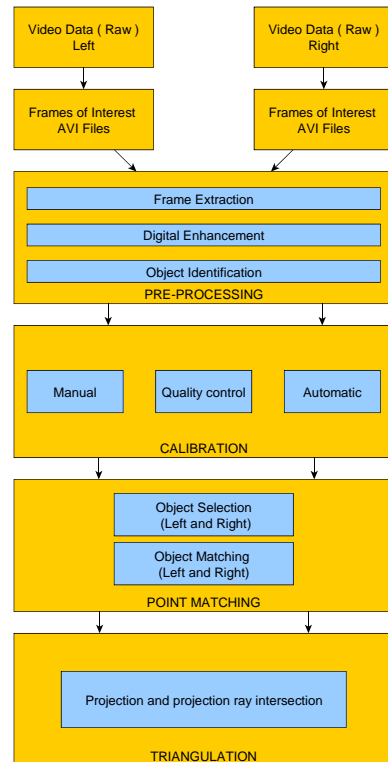 Video Data ( Raw )
Left
Video Data ( Raw )
Right
Frames of Interest
AVI Files
Frames of Interest
AVI Files
Frame Extraction
Digital Enhancement
Object Identification
PRE-PROCESSING
Manual
Quality control
Automatic
CALIBRATION
Object Selection
(Left and Right)
Object Matching
(Left and Right)
POINT MATCHING
Projection and projection ray intersection
TRIANGULATION